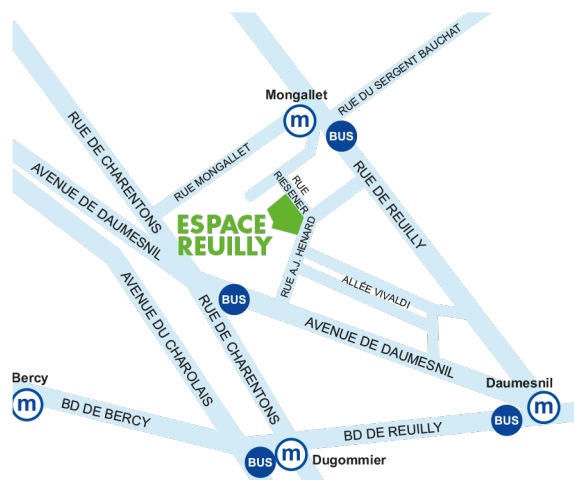 Mongallet
m
BUS
RUE DU SERGENT BAUCHAT
RUE DE CHARENTONS
RUE MONGALLET
RUE
RIESENER
RUE DE REUILLY
AVENUE DE DAUMESNIL
ESPACE
REUILLY
RUE A.J. HENARD
ALLÉE VIVALDI
BUS
AVENUE DU CHAROLAIS
RUE DE CHARENTONS
AVENUE DE DAUMESNIL
Bercy
m
BD DE BERCY
Daumesnil
m
BUS
BD DE REUILLY
BUS
m
Dugommier